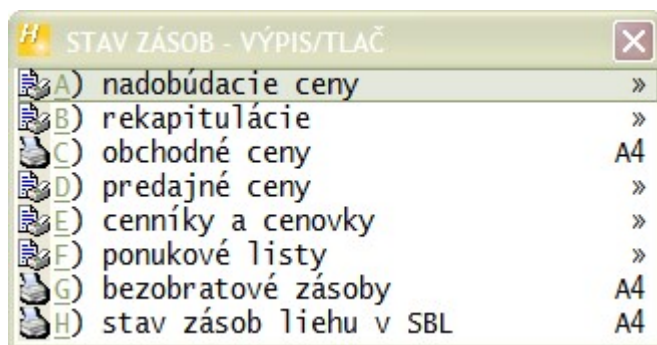 H STAV ZÁSOB - VÝPIS/TLAČ
A) nadobúdacie ceny »
B) rekapitulácie »
C) obchodné ceny A4
D) predajné ceny »
E) cenníky a cenovky »
F) ponukové listy »
G) bezobratové zásoby A4
H) stav zásob liehu v SBL A4